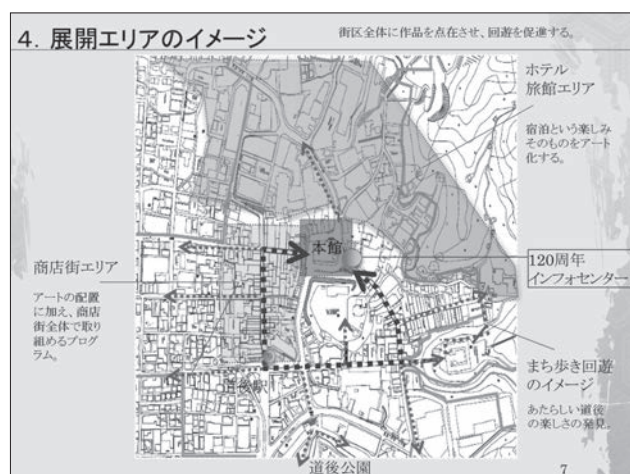 4. 展開エリアのイメージ
街区全体に作品を点在させ、回遊を促進する。
ホテル
旅館エリア
宿泊という楽しみ
そのものをアート
化する。
本館
120周年
インフォセンター
商店街エリア
アートの配置
に加え、商店
街全体で取り
組めるプログ
ラム。
まち歩き回遊
のイメージ
あたらしい道後
の楽しさの発見。
道後駅
道後公園
7